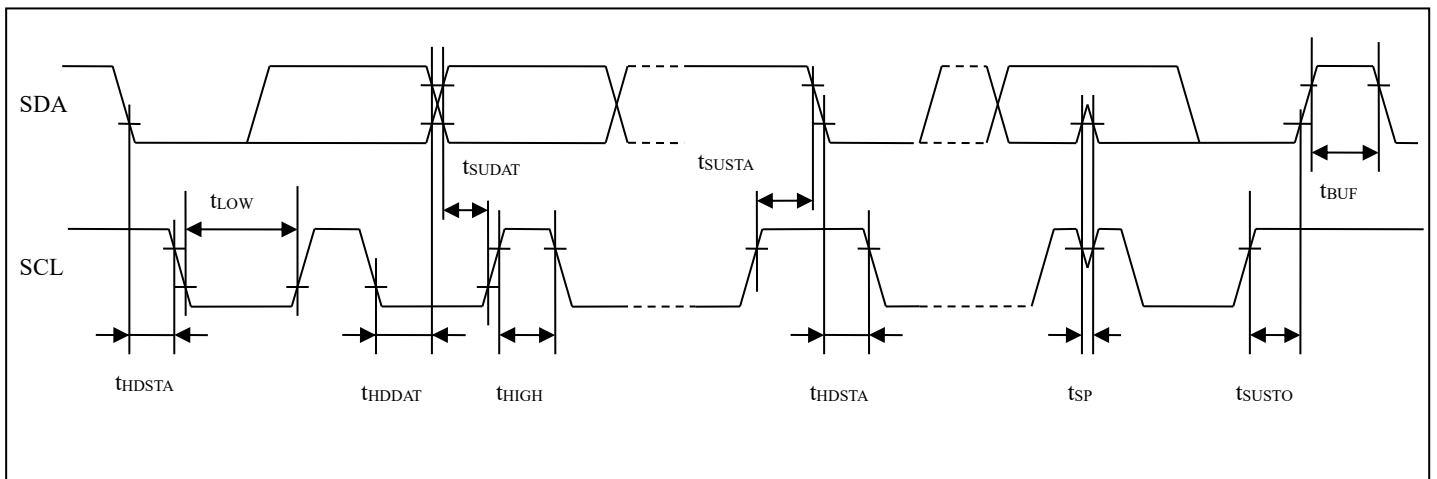 SDA
tSUDAT
tSUSTA
tLOW
tBUF
SCL
tHDSTA
tHDDAT
tHIGH
tHDSTA
tSP
tSUSTO